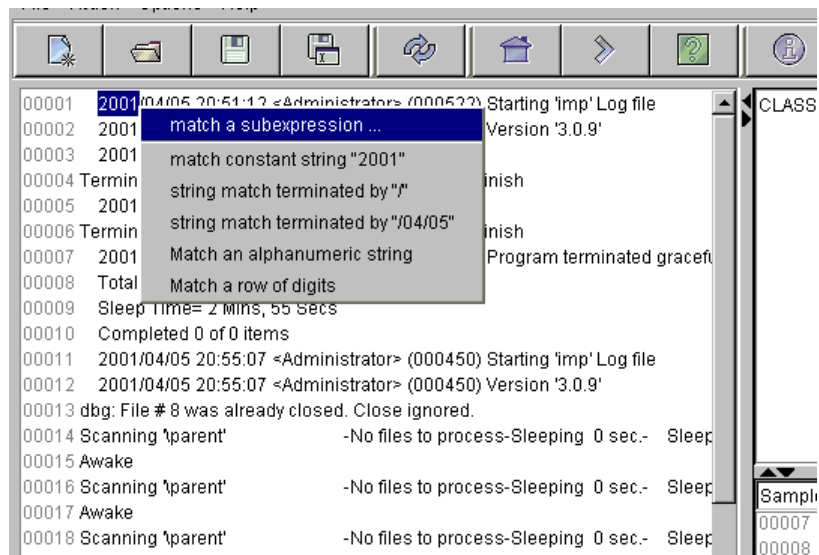 00001 2001/04/05 20:51:12 <Administrator> (000522) Starting 'imp' Log file
match a subexpression ...
00002 2001 Version '3.0.9'
00003 2001
match constant string "2001"
00004 Termin inish
string match terminated by "/"
00005 2001
string match terminated by "/04/05"
00006 Termin inish
Match an alphanumeric string
00007 2001 Program terminated gracefu
00008 Total
Match a row of digits
00009 Sleep Time= 2 Mins, 55 Secs
00010 Completed 0 of 0 items
00011 2001/04/05 20:55:07 <Administrator> (000450) Starting 'imp' Log file
00012 2001/04/05 20:55:07 <Administrator> (000450) Version '3.0.9'
00013 dbg: File # 8 was already closed. Close ignored.
00014 Scanning '\parent' -No files to process-Sleeping 0 sec.- Sleep
00015 Awake
00016 Scanning '\parent' -No files to process-Sleeping 0 sec.- Sleep
00017 Awake
00018 Scanning '\parent' -No files to process-Sleeping 0 sec.- Sleep
CLASS
Sample
00007
00008